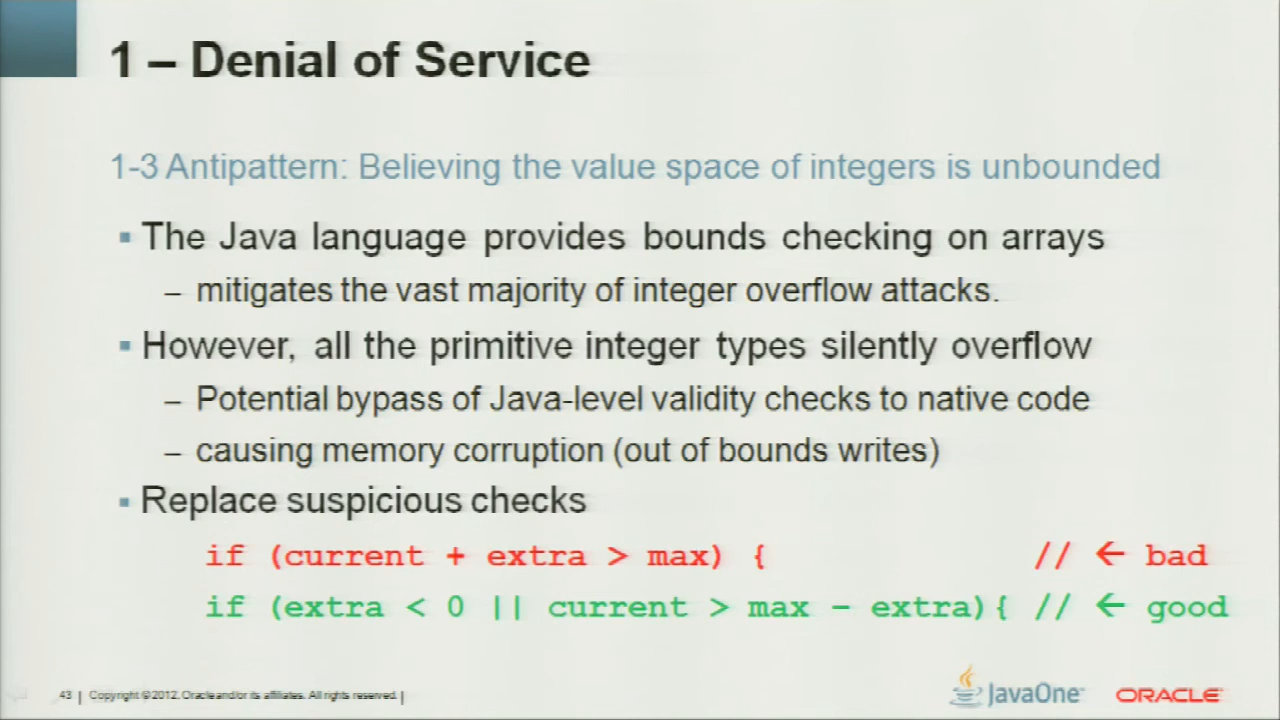 1 – Denial of Service
1-3 Antipattern: Believing the value space of integers is unbounded
▪ The Java language provides bounds checking on arrays
– mitigates the vast majority of integer overflow attacks.
▪ However, all the primitive integer types silently overflow
– Potential bypass of Java-level validity checks to native code
– causing memory corruption (out of bounds writes)
▪ Replace suspicious checks
if (current + extra > max) { // ← bad
if (extra < 0 || current > max – extra){ // ← good
43 | Copyright © 2012, Oracle and/or its affiliates. All rights reserved. |
JavaOne ORACLE